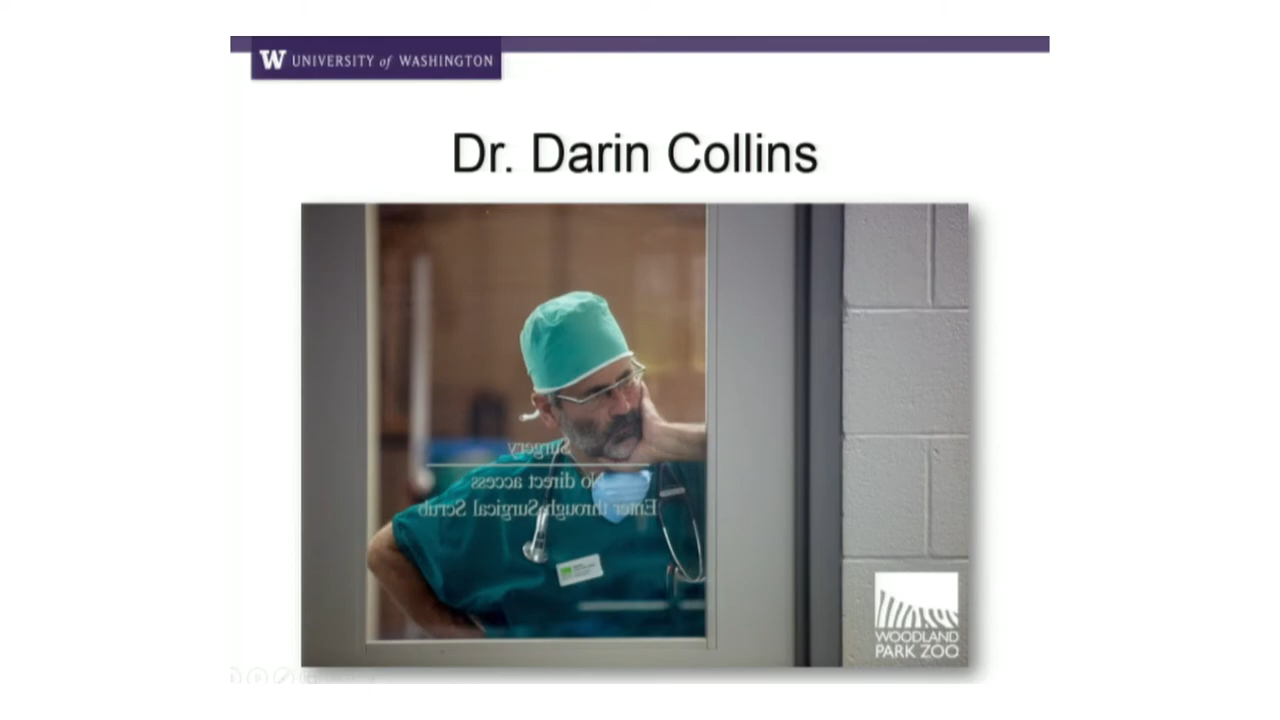 W UNIVERSITY of WASHINGTON
Dr. Darin Collins
Surgery
No direct access
Enter through Surgical Scrub
WOODLAND
PARK ZOO